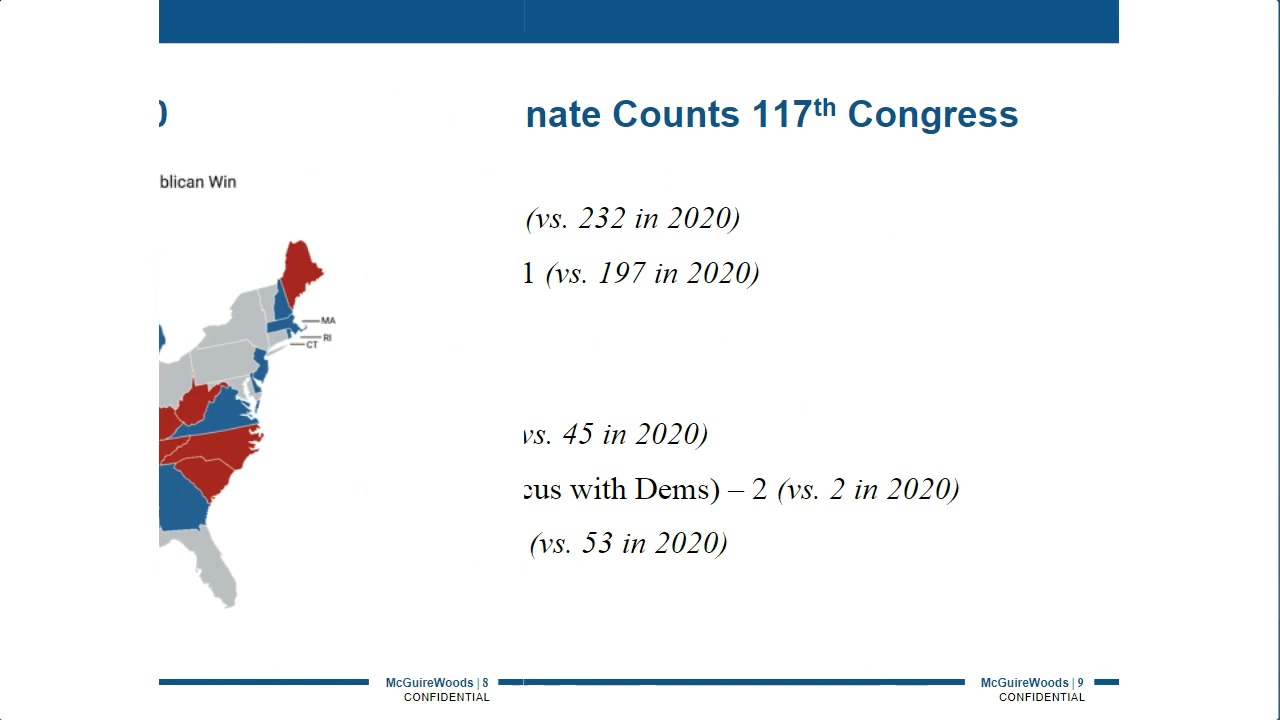 nate Counts 117th Congress
blican Win
(vs. 232 in 2020)
1 (vs. 197 in 2020)
MA
RI
CT
vs. 45 in 2020)
cus with Dems) – 2 (vs. 2 in 2020)
(vs. 53 in 2020)
McGuireWoods | 8
CONFIDENTIAL
McGuireWoods | 9
CONFIDENTIAL